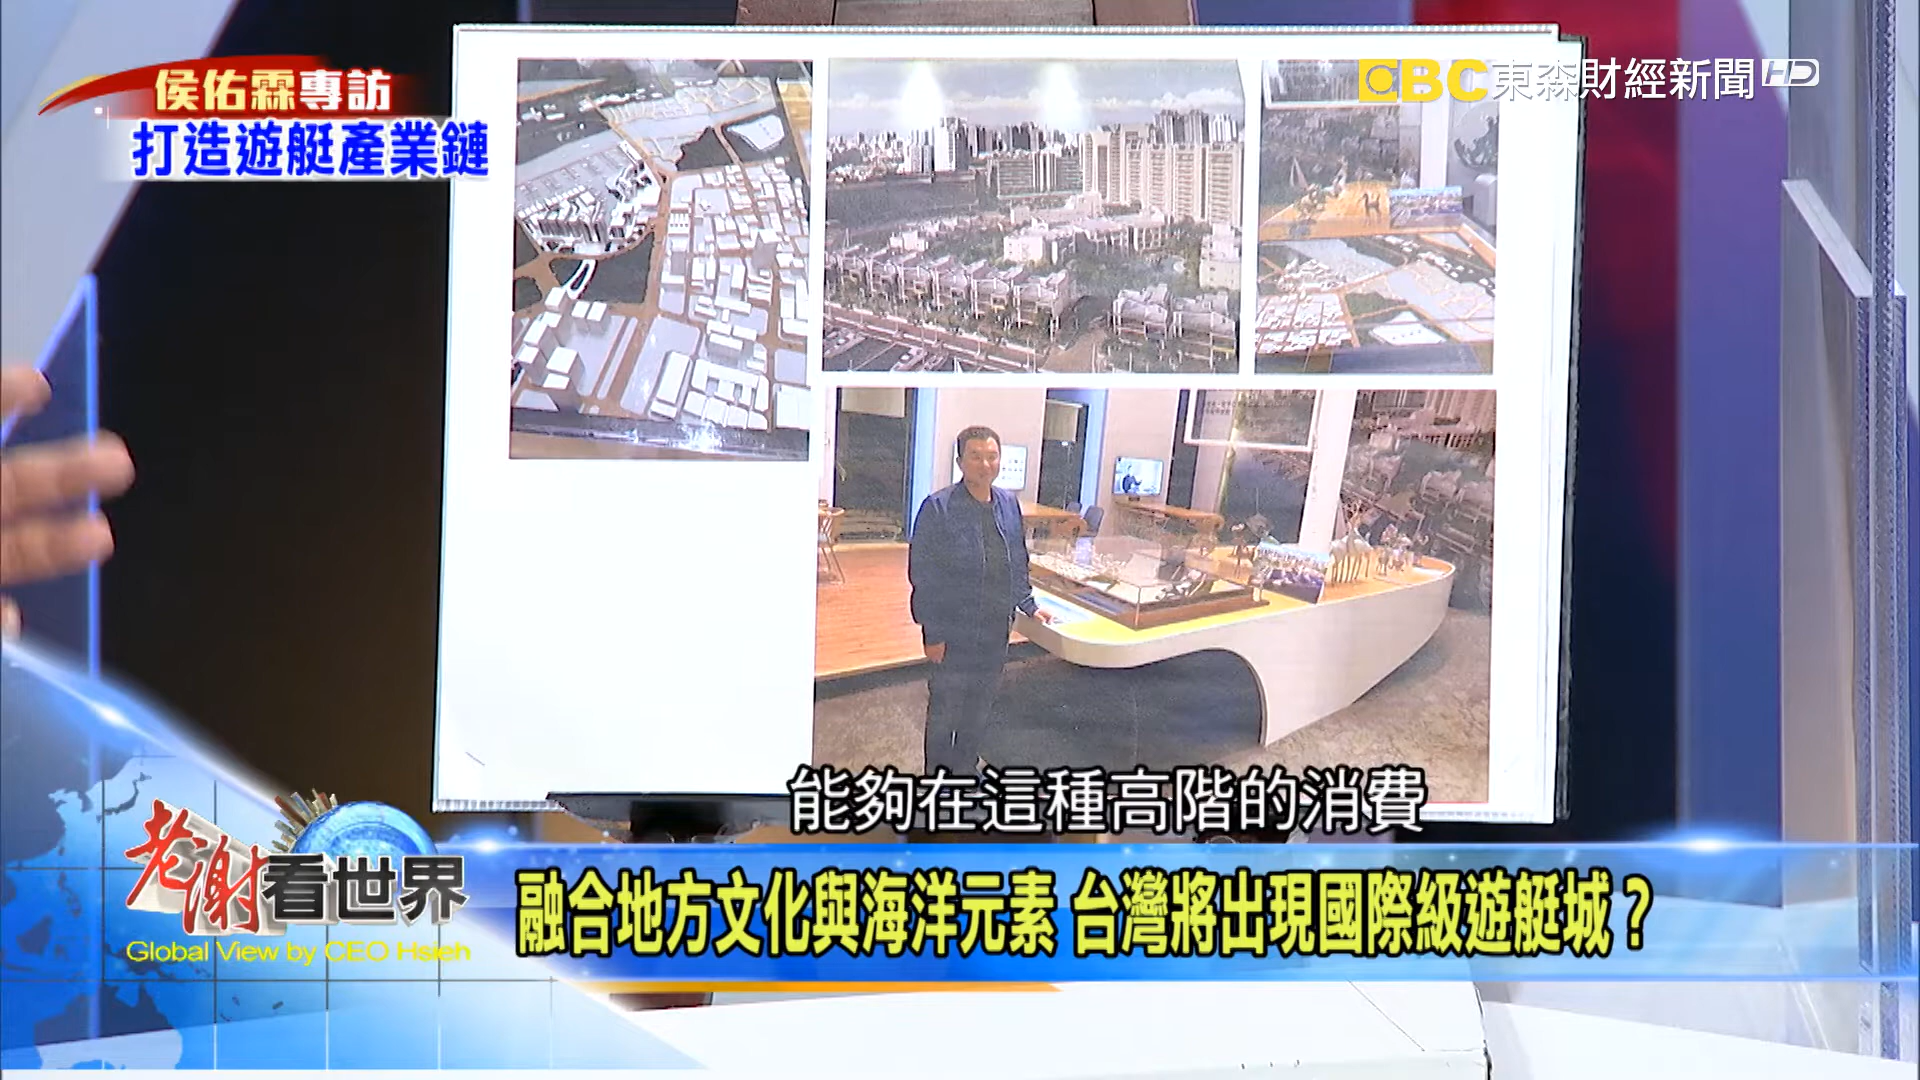 侯佑霖專訪
打造遊艇產業鏈
EBC東森財經新聞HD
能夠在這種高階的消費
老謝看世界
Global View by CEO Hsieh
融合地方文化與海洋元素 台灣將出現國際級遊艇城？